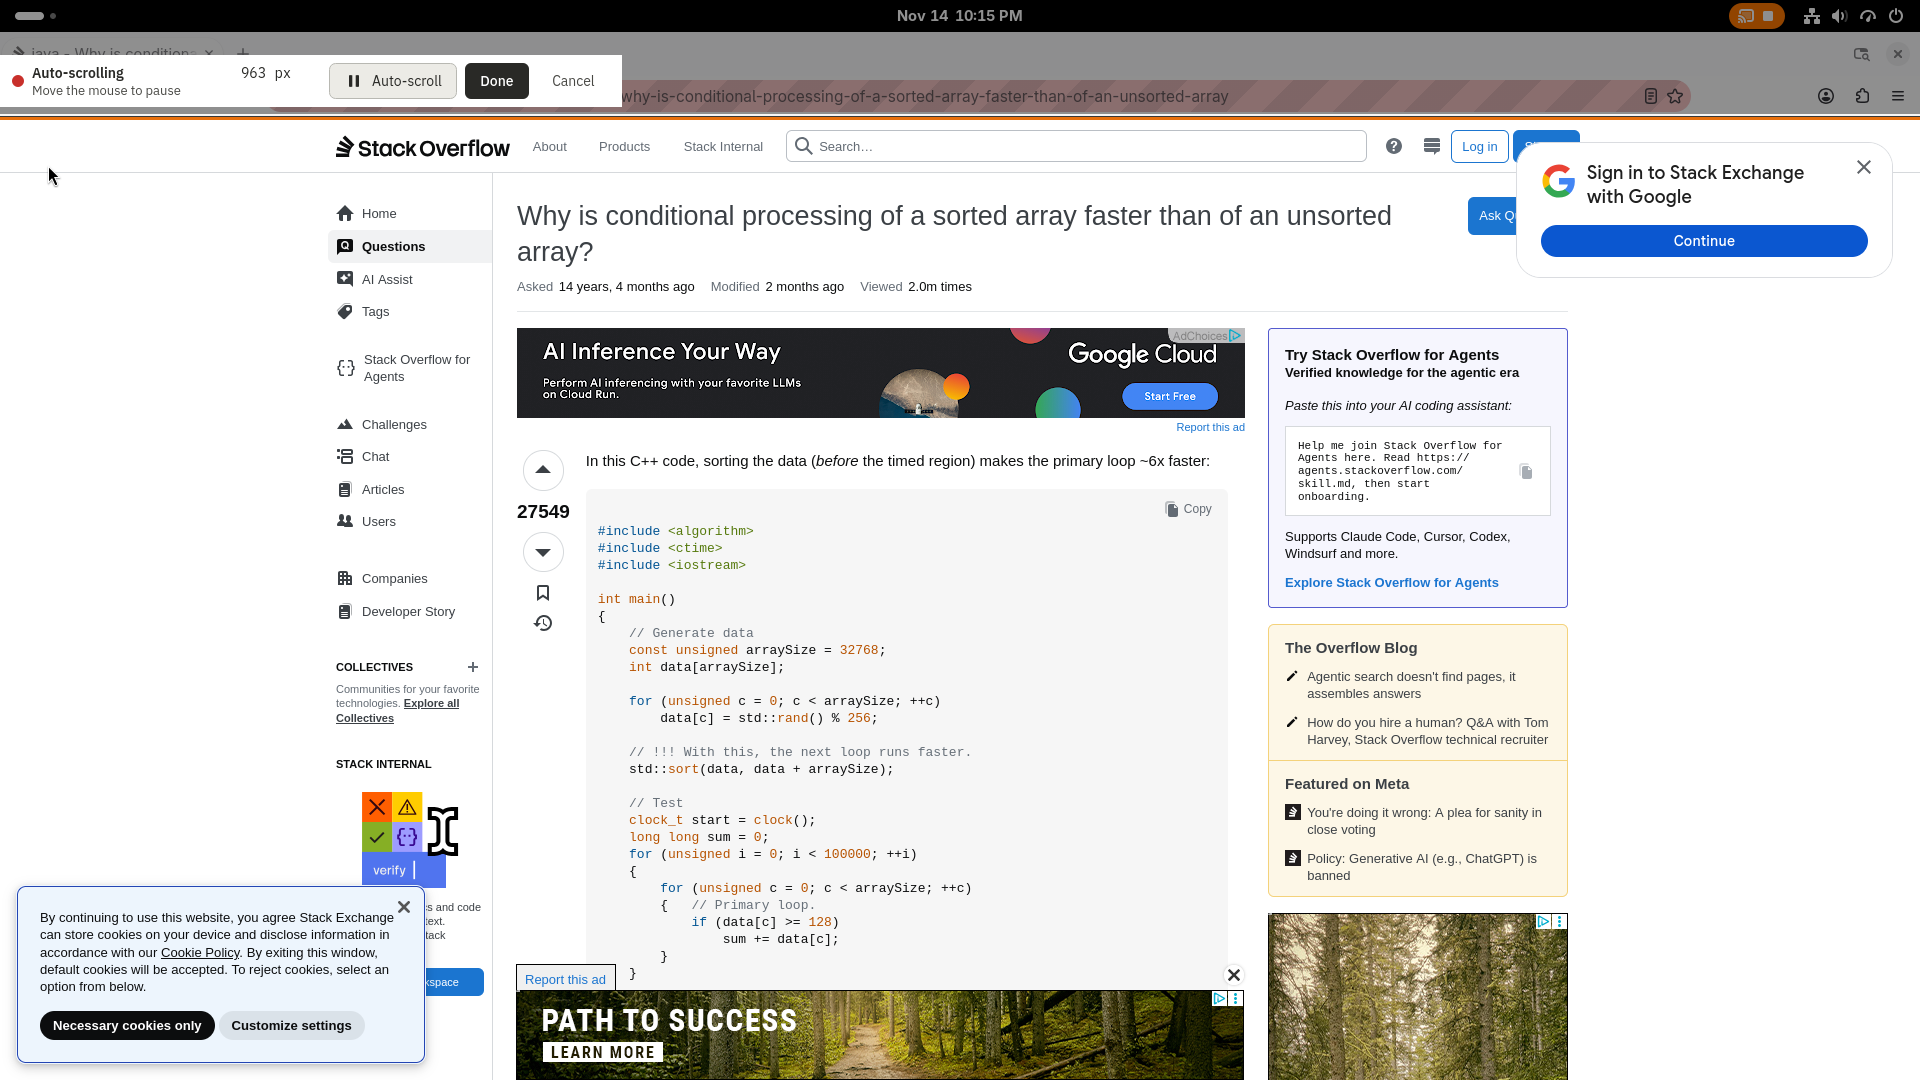 Nov 14 10:15 PM
java - Why is condition
Auto-scrolling
Move the mouse to pause
963 px
Auto-scroll
Done
Cancel
why-is-conditional-processing-of-a-sorted-array-faster-than-of-an-unsorted-array
Stack Overflow
About
Products
Stack Internal
Search…
Log in
Sign in to Stack Exchange
with Google
Continue
Home
Questions
AI Assist
Tags
Stack Overflow for
Agents
Challenges
Chat
Articles
Users
Companies
Developer Story
COLLECTIVES
Communities for your favorite
technologies. Explore all
Collectives
STACK INTERNAL
verify
s and code
text.
tack
kspace
Why is conditional processing of a sorted array faster than of an unsorted
array?
Ask Q
Asked 14 years, 4 months ago Modified 2 months ago Viewed 2.0m times
AI Inference Your Way
Perform AI inferencing with your favorite LLMs
on Cloud Run.
Google Cloud
Start Free
AdChoices
Report this ad
27549
In this C++ code, sorting the data (before the timed region) makes the primary loop ~6x faster:
Copy
#include <algorithm>
#include <ctime>
#include <iostream>
int main()
{
// Generate data
const unsigned arraySize = 32768;
int data[arraySize];
for (unsigned c = 0; c < arraySize; ++c)
data[c] = std::rand() % 256;
// !!! With this, the next loop runs faster.
std::sort(data, data + arraySize);
// Test
clock_t start = clock();
long long sum = 0;
for (unsigned i = 0; i < 100000; ++i)
{
for (unsigned c = 0; c < arraySize; ++c)
{ // Primary loop.
if (data[c] >= 128)
sum += data[c];
}
}
Report this ad
PATH TO SUCCESS
LEARN MORE
Try Stack Overflow for Agents
Verified knowledge for the agentic era
Paste this into your AI coding assistant:
Help me join Stack Overflow for
Agents here. Read https://
agents.stackoverflow.com/
skill.md, then start
onboarding.
Supports Claude Code, Cursor, Codex,
Windsurf and more.
Explore Stack Overflow for Agents
The Overflow Blog
Agentic search doesn't find pages, it
assembles answers
How do you hire a human? Q&A with Tom
Harvey, Stack Overflow technical recruiter
Featured on Meta
You're doing it wrong: A plea for sanity in
close voting
Policy: Generative AI (e.g., ChatGPT) is
banned
By continuing to use this website, you agree Stack Exchange
can store cookies on your device and disclose information in
accordance with our Cookie Policy. By exiting this window,
default cookies will be accepted. To reject cookies, select an
option from below.
Necessary cookies only
Customize settings